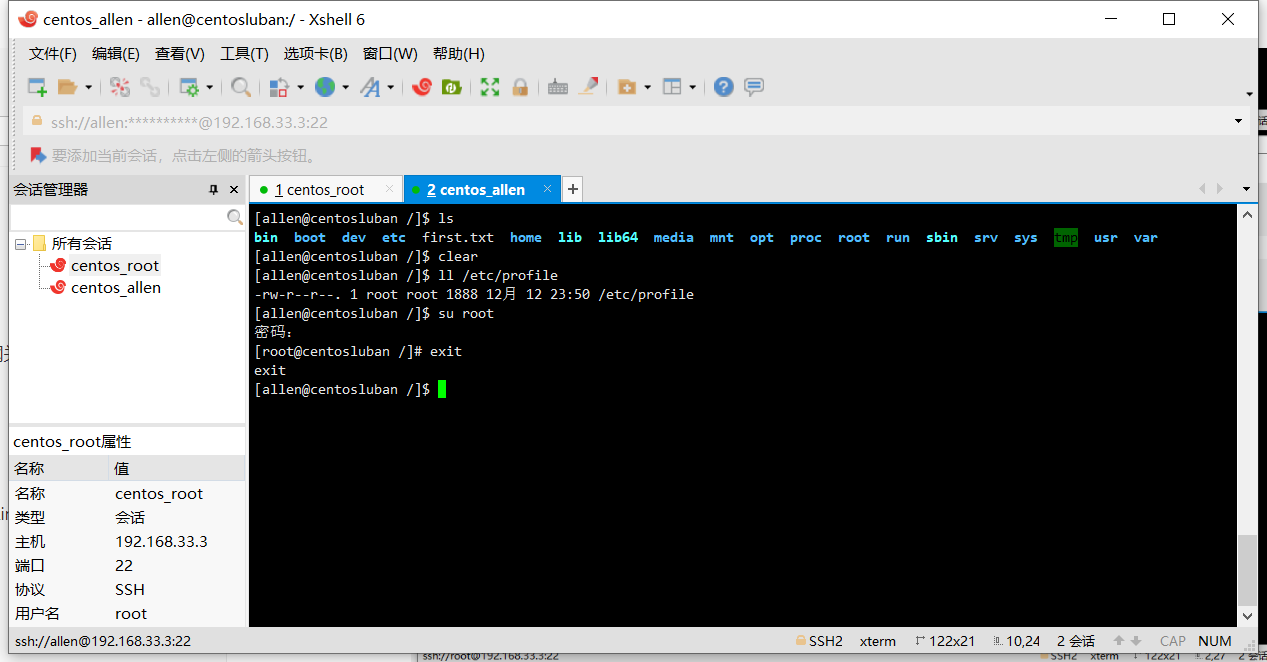 centos_allen - allen@centosluban:/ - Xshell 6
文件(F) 编辑(E) 查看(V) 工具(T) 选项卡(B) 窗口(W) 帮助(H)
ssh://allen:**********@192.168.33.3:22
要添加当前会话，点击左侧的箭头按钮。
会话管理器
1 centos_root
2 centos_allen
所有会话
centos_root
centos_allen
centos_root属性
名称 值
名称 centos_root
类型 会话
主机 192.168.33.3
端口 22
协议 SSH
用户名 root
[allen@centosluban /]$ ls
bin boot dev etc first.txt home lib lib64 media mnt opt proc root run sbin srv sys tmp usr var
[allen@centosluban /]$ clear
[allen@centosluban /]$ ll /etc/profile
-rw-r--r--. 1 root root 1888 12月 12 23:50 /etc/profile
[allen@centosluban /]$ su root
密码：
[root@centosluban /]# exit
exit
[allen@centosluban /]$
ssh://allen@192.168.33.3:22 SSH2 xterm 122x21 10,24 2 会话 CAP NUM
ssh://root@192.168.33.3:22 SSH2 xterm 122x21 2,27 2 会话